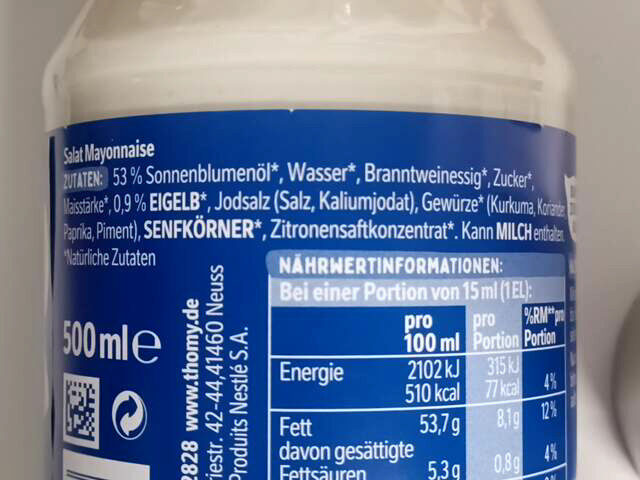 Salat Mayonnaise
ZUTATEN: 53 % Sonnenblumenöl*, Wasser*, Branntweinessig*, Zucker*,
Maisstärke*, 0,9 % EIGELB*, Jodsalz (Salz, Kaliumjodat), Gewürze* (Kurkuma, Koriander,
Paprika, Piment), SENFKÖRNER*, Zitronensaftkonzentrat*. Kann MILCH enthalten.
*Natürliche Zutaten
500 ml e
2828 www.thomy.de
42–44, 41460 Neuss
Produits Nestlé S.A.
NÄHRWERTINFORMATIONEN:
Bei einer Portion von 15 ml (1 EL):
pro 100 ml pro Portion %RM** pro Portion
Energie 2102 kJ 315 kJ
510 kcal 77 kcal 4%
Fett 53,7 g 8,1 g 12%
davon gesättigte
Fettsäuren 5,3 g 0,8 g 4%